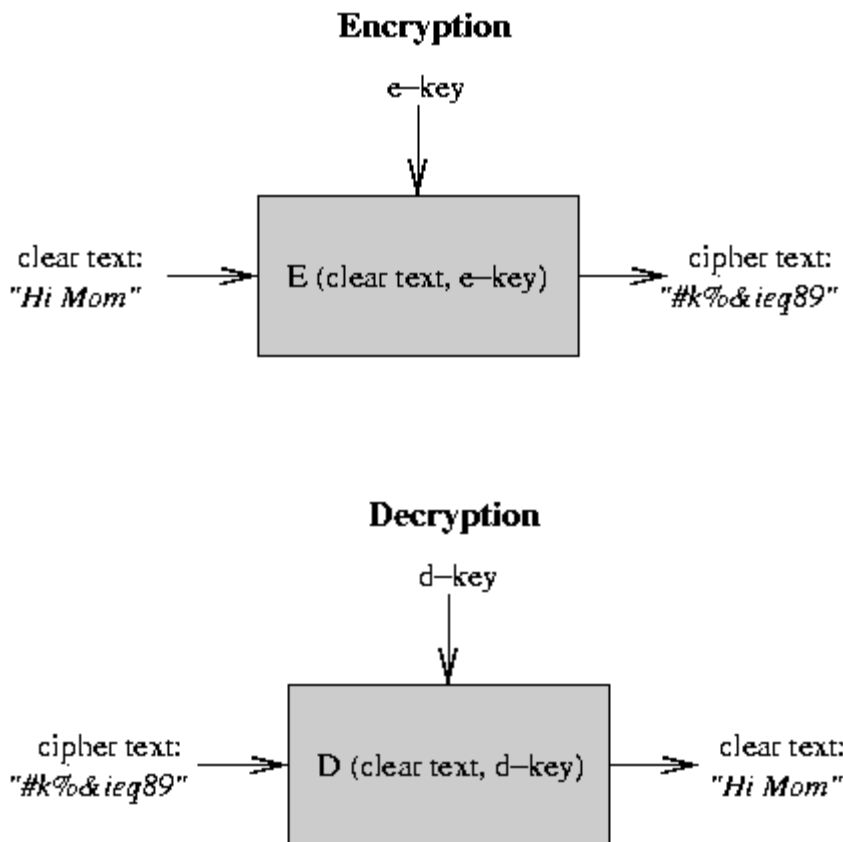 Encryption
e–key
clear text:
"Hi Mom"
E (clear text, e–key)
cipher text:
"#k%&ieq89"
Decryption
d–key
cipher text:
"#k%&ieq89"
D (clear text, d–key)
clear text:
"Hi Mom"